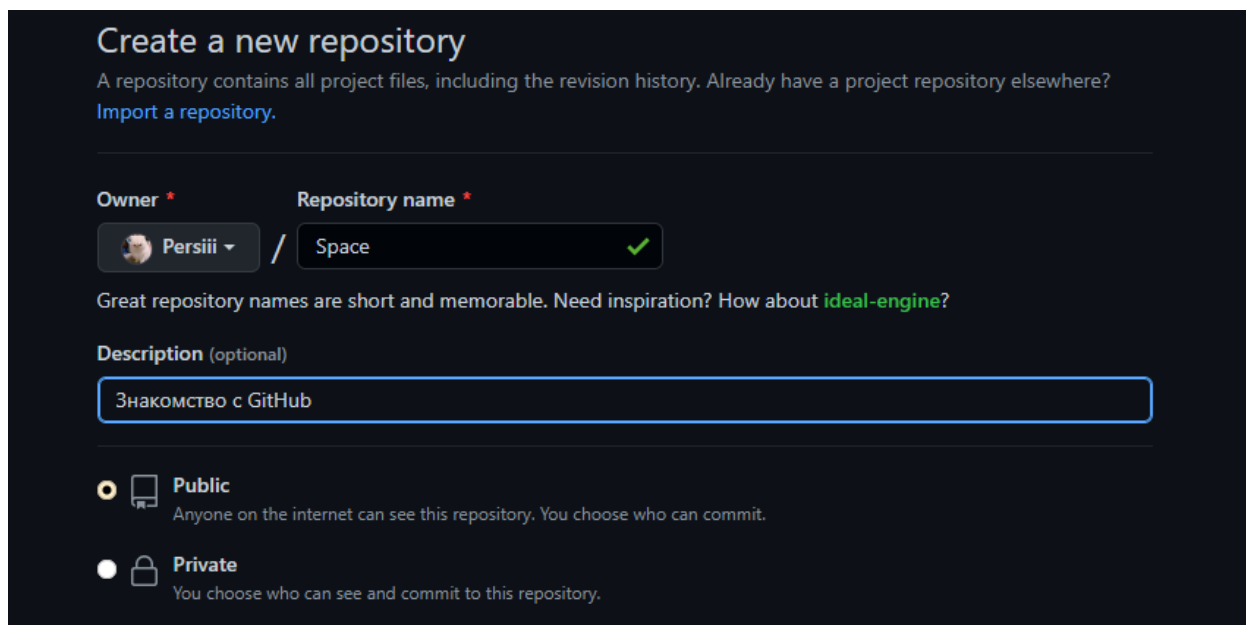 Create a new repository
A repository contains all project files, including the revision history. Already have a project repository elsewhere?
Import a repository.
Owner * Repository name *
Persiii / Space
Great repository names are short and memorable. Need inspiration? How about ideal-engine?
Description (optional)
Знакомство с GitHub
Public
Anyone on the internet can see this repository. You choose who can commit.
Private
You choose who can see and commit to this repository.